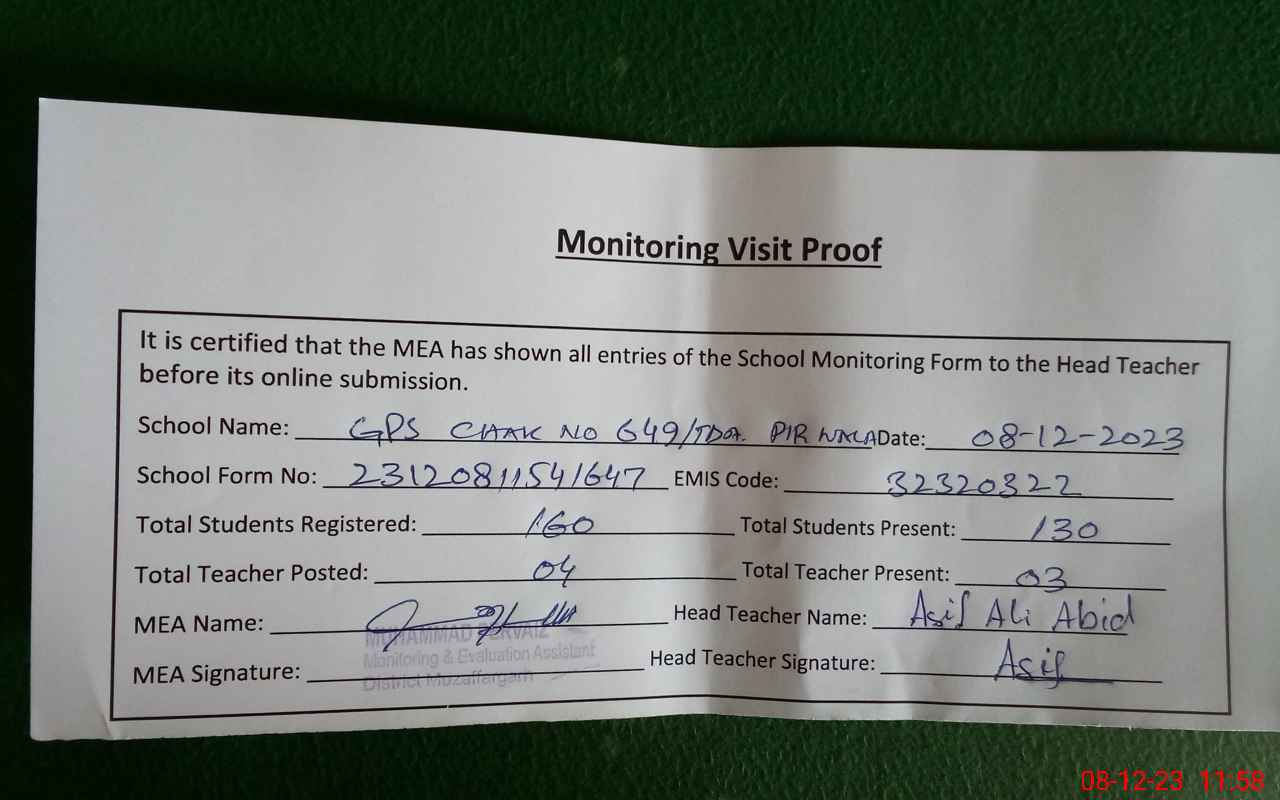 Monitoring Visit Proof
It is certified that the MEA has shown all entries of the School Monitoring Form to the Head Teacher
before its online submission.
School Name: GPS CHAK NO 649/TDA. PIR WALA Date: 08-12-2023
School Form No: 23120811541647 EMIS Code: 32320322
Total Students Registered: 160 Total Students Present: 130
Total Teacher Posted: 04 Total Teacher Present: 03
MEA Name: Head Teacher Name: Asif Ali Abid
MUHAMMAD PERVAIZ
Monitoring & Evaluation Assistant
MEA Signature: Head Teacher Signature: Asif
District Muzaffargarh
08-12-23 11:58